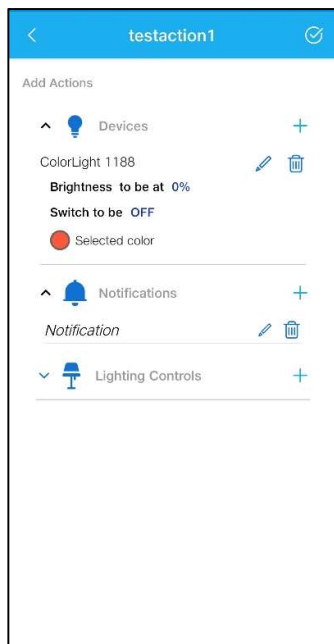 testaction1
Add Actions
Devices
ColorLight 1188
Brightness to be at 0%
Switch to be OFF
Selected color
Notifications
Notification
Lighting Controls